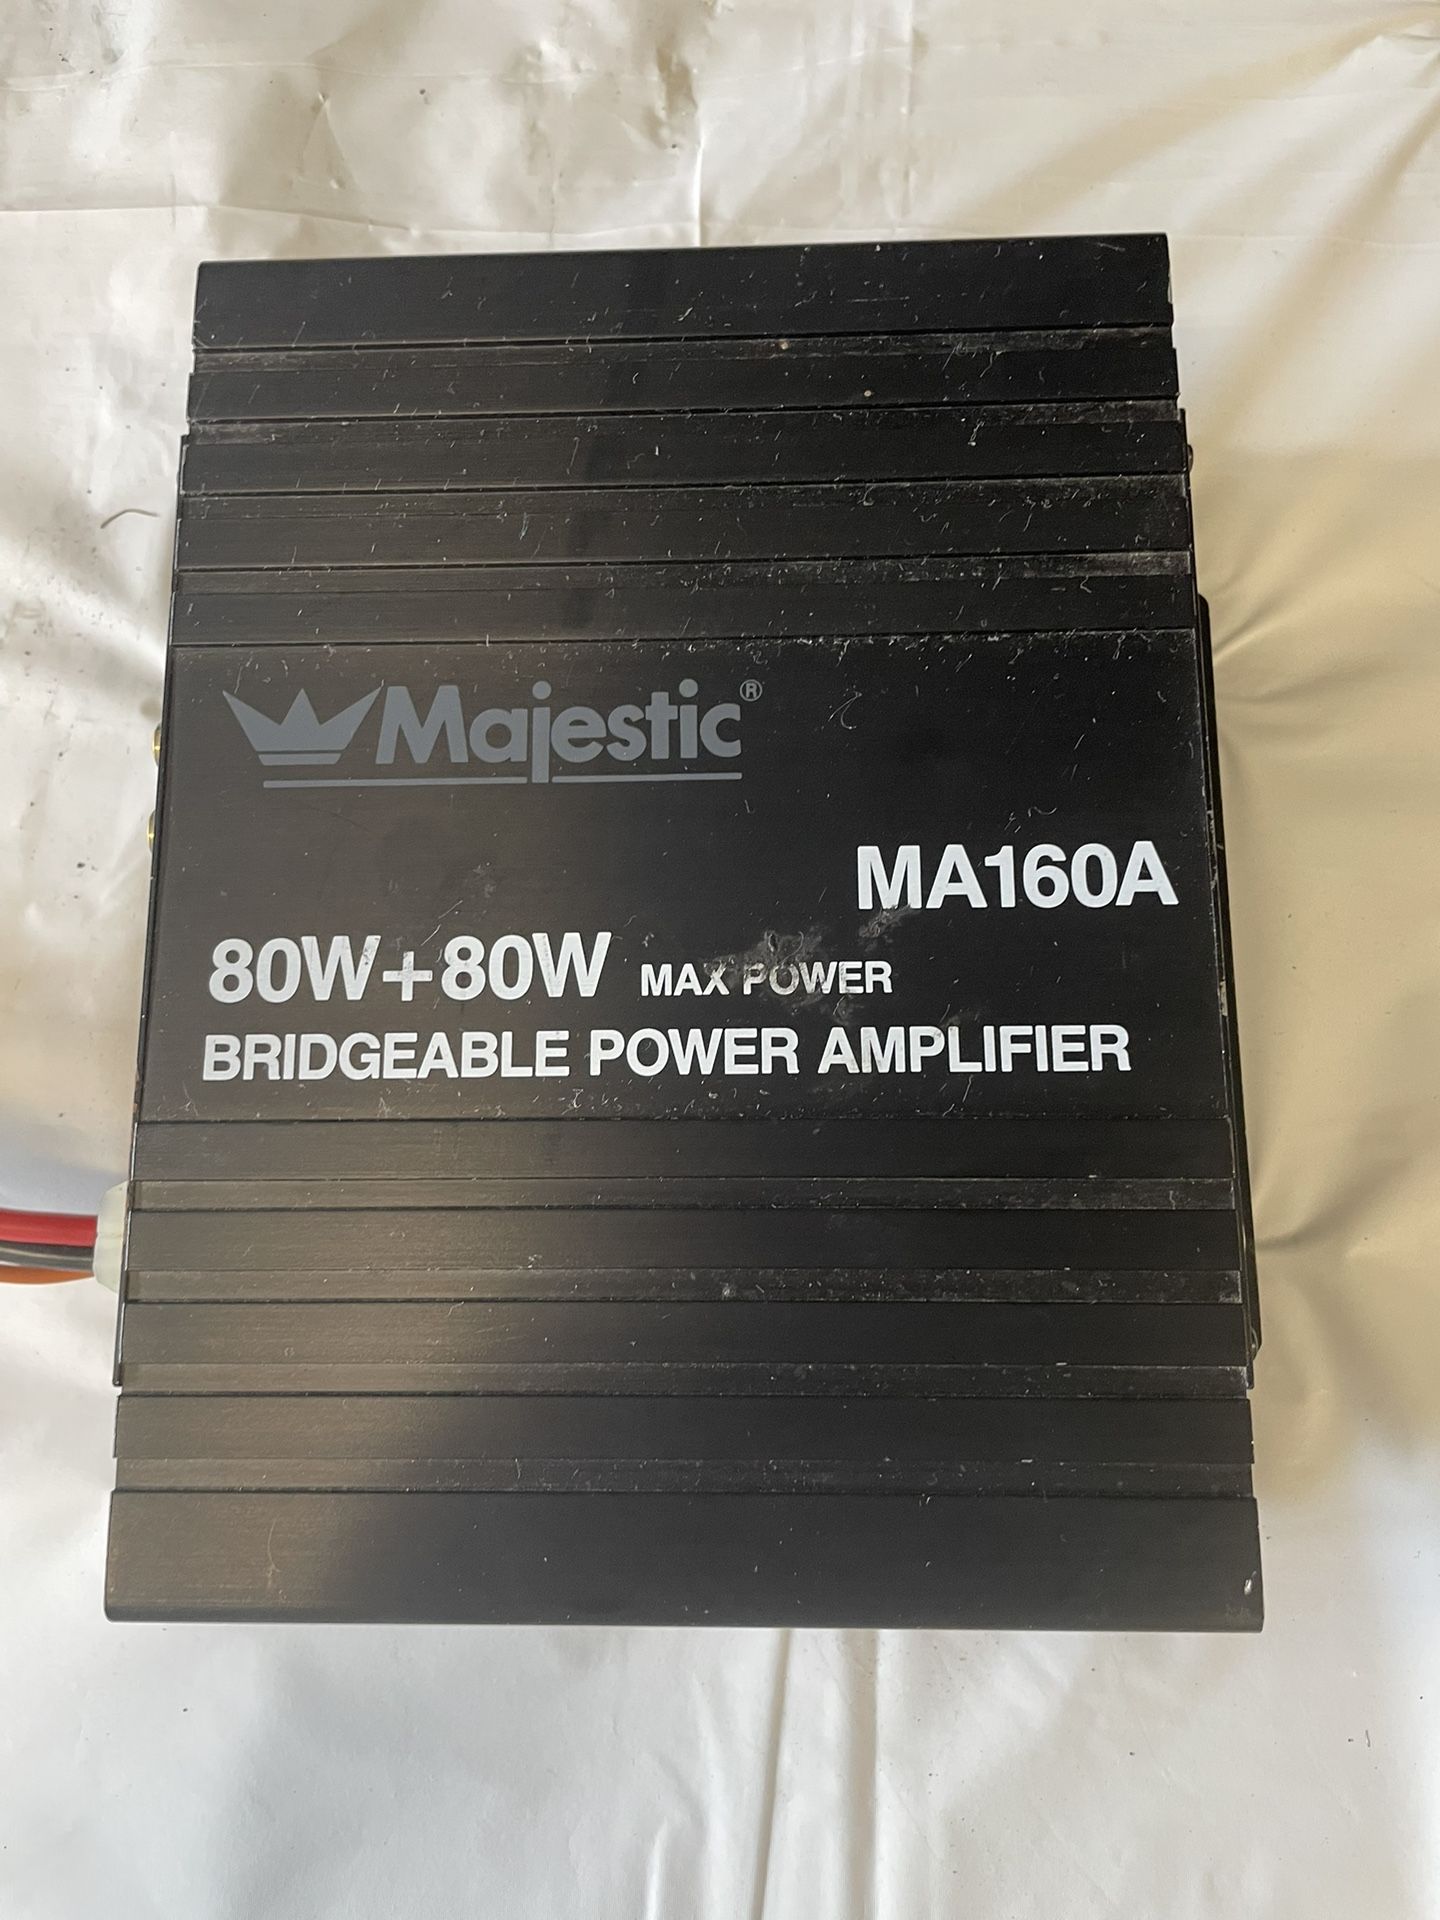 Majestic®
MA160A
80W+80W MAX POWER
BRIDGEABLE POWER AMPLIFIER